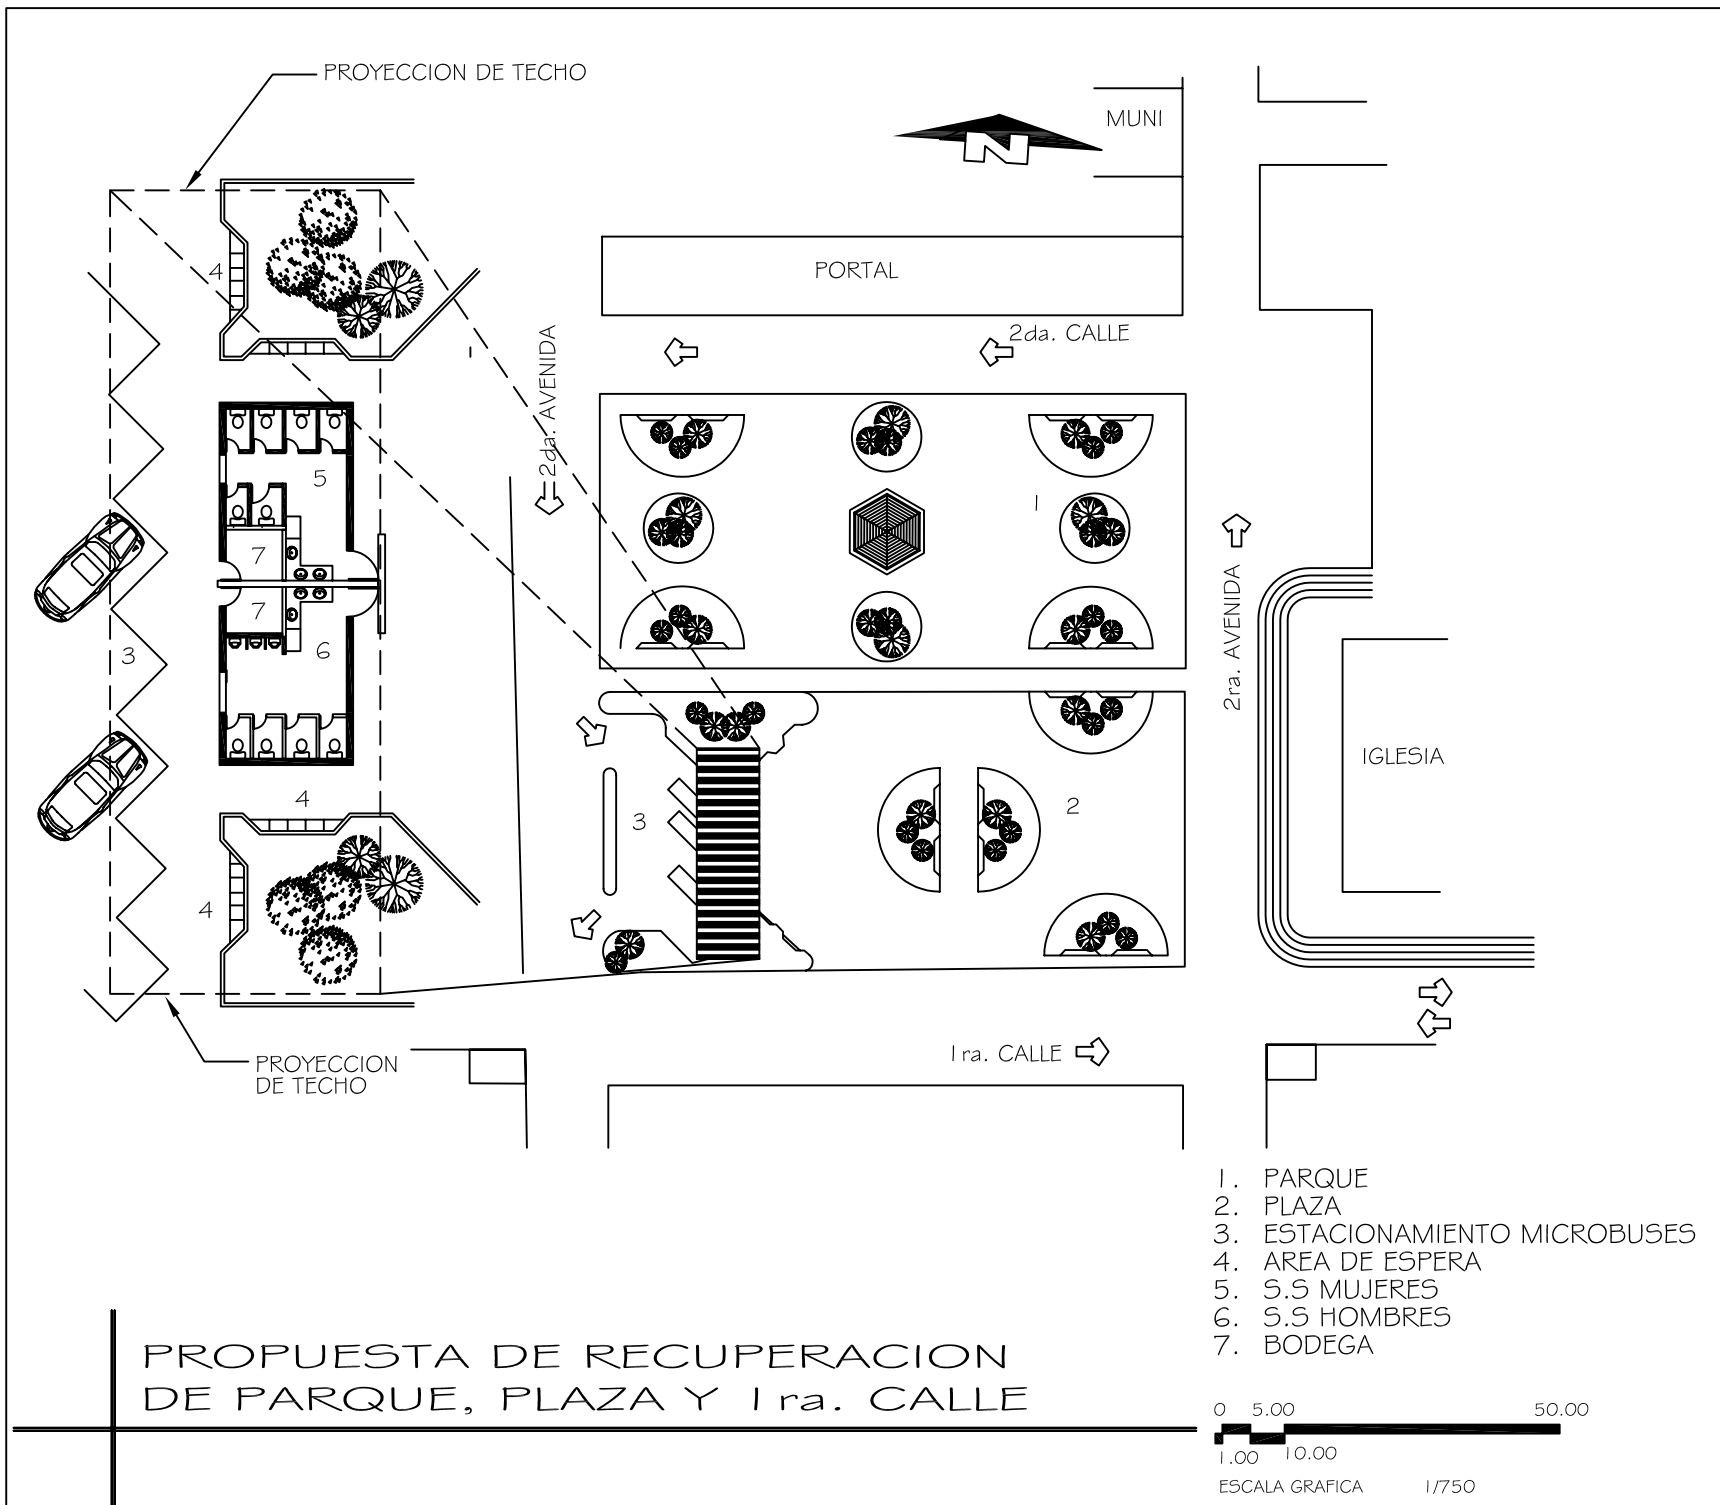 PROYECCION DE TECHO
MUNI
N
PORTAL
4
2da. CALLE
2da. AVENIDA
5
1
7
7
2ra. AVENIDA
6
3
IGLESIA
4
3
2
4
1ra. CALLE
PROYECCION
DE TECHO
1. PARQUE
2. PLAZA
3. ESTACIONAMIENTO MICROBUSES
4. AREA DE ESPERA
5. S.S MUJERES
6. S.S HOMBRES
7. BODEGA
PROPUESTA DE RECUPERACION
DE PARQUE, PLAZA Y 1ra. CALLE
0 5.00 50.00
1.00 10.00
ESCALA GRAFICA 1/750